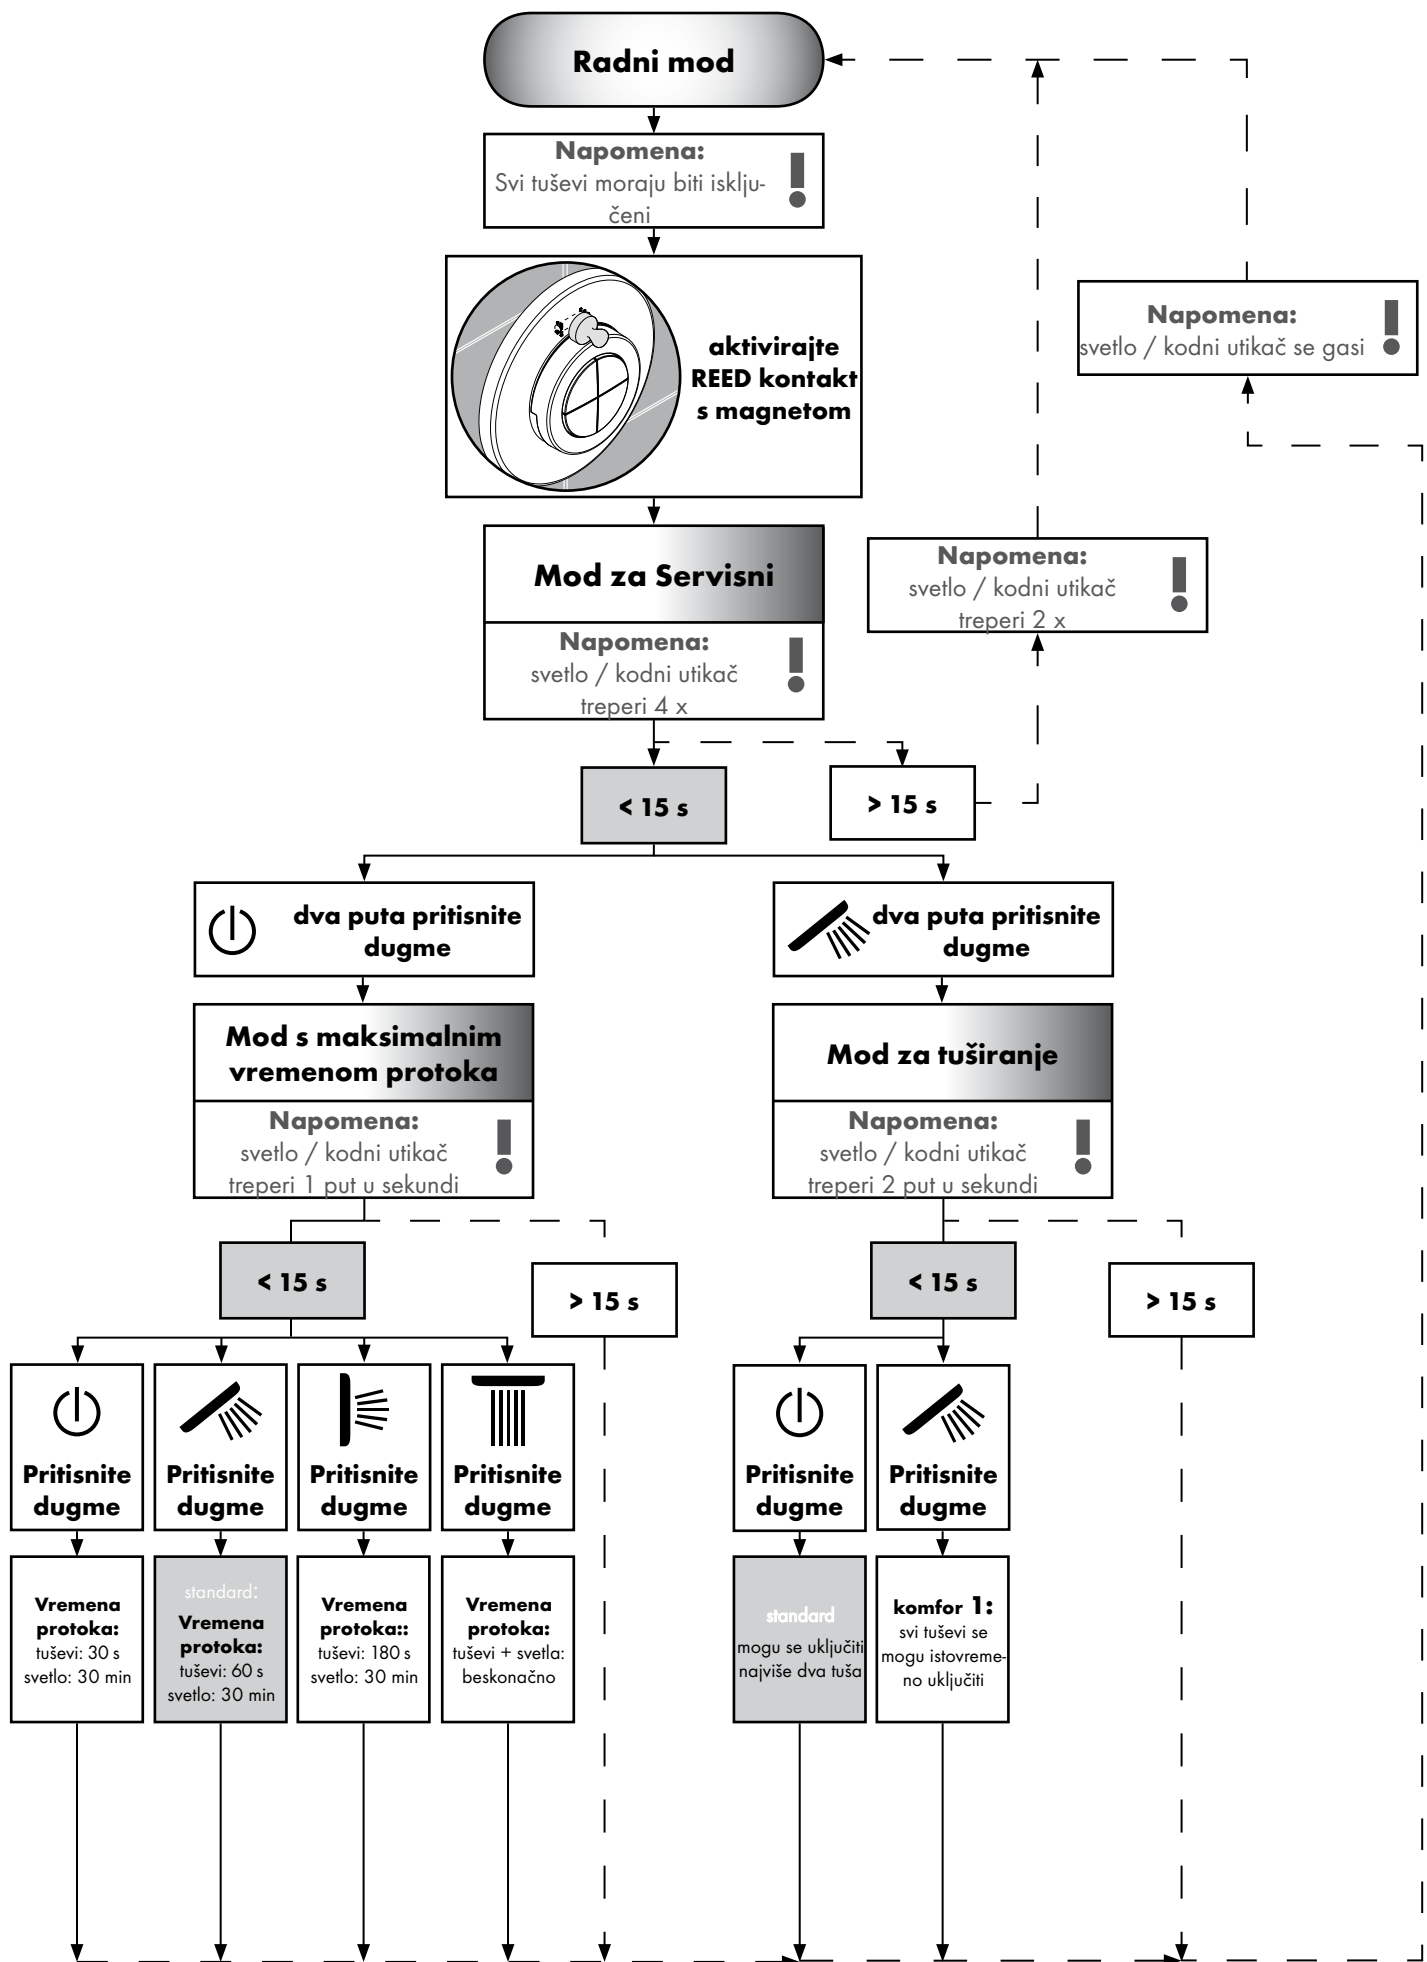 Radni mod
Napomena:
Svi tuševi moraju biti isklju-
čeni
aktivirajte
REED kontakt
s magnetom
Napomena:
svetlo / kodni utikač se gasi
Mod za Servisni
Napomena:
svetlo / kodni utikač
treperi 4 x
Napomena:
svetlo / kodni utikač
treperi 2 x
< 15 s
> 15 s
dva puta pritisnite
dugme
dva puta pritisnite
dugme
Mod s maksimalnim
vremenom protoka
Napomena:
svetlo / kodni utikač
treperi 1 put u sekundi
Mod za tuširanje
Napomena:
svetlo / kodni utikač
treperi 2 put u sekundi
< 15 s
> 15 s
< 15 s
> 15 s
Pritisnite
dugme
Pritisnite
dugme
Pritisnite
dugme
Pritisnite
dugme
Pritisnite
dugme
Pritisnite
dugme
Vremena
protoka:
tuševi: 30 s
svetlo: 30 min
standard:
Vremena
protoka:
tuševi: 60 s
svetlo: 30 min
Vremena
protoka::
tuševi: 180 s
svetlo: 30 min
Vremena
protoka:
tuševi + svetla:
beskonačno
standard
mogu se uključiti
najviše dva tuša
komfor 1:
svi tuševi se
mogu istovreme-
no uključiti